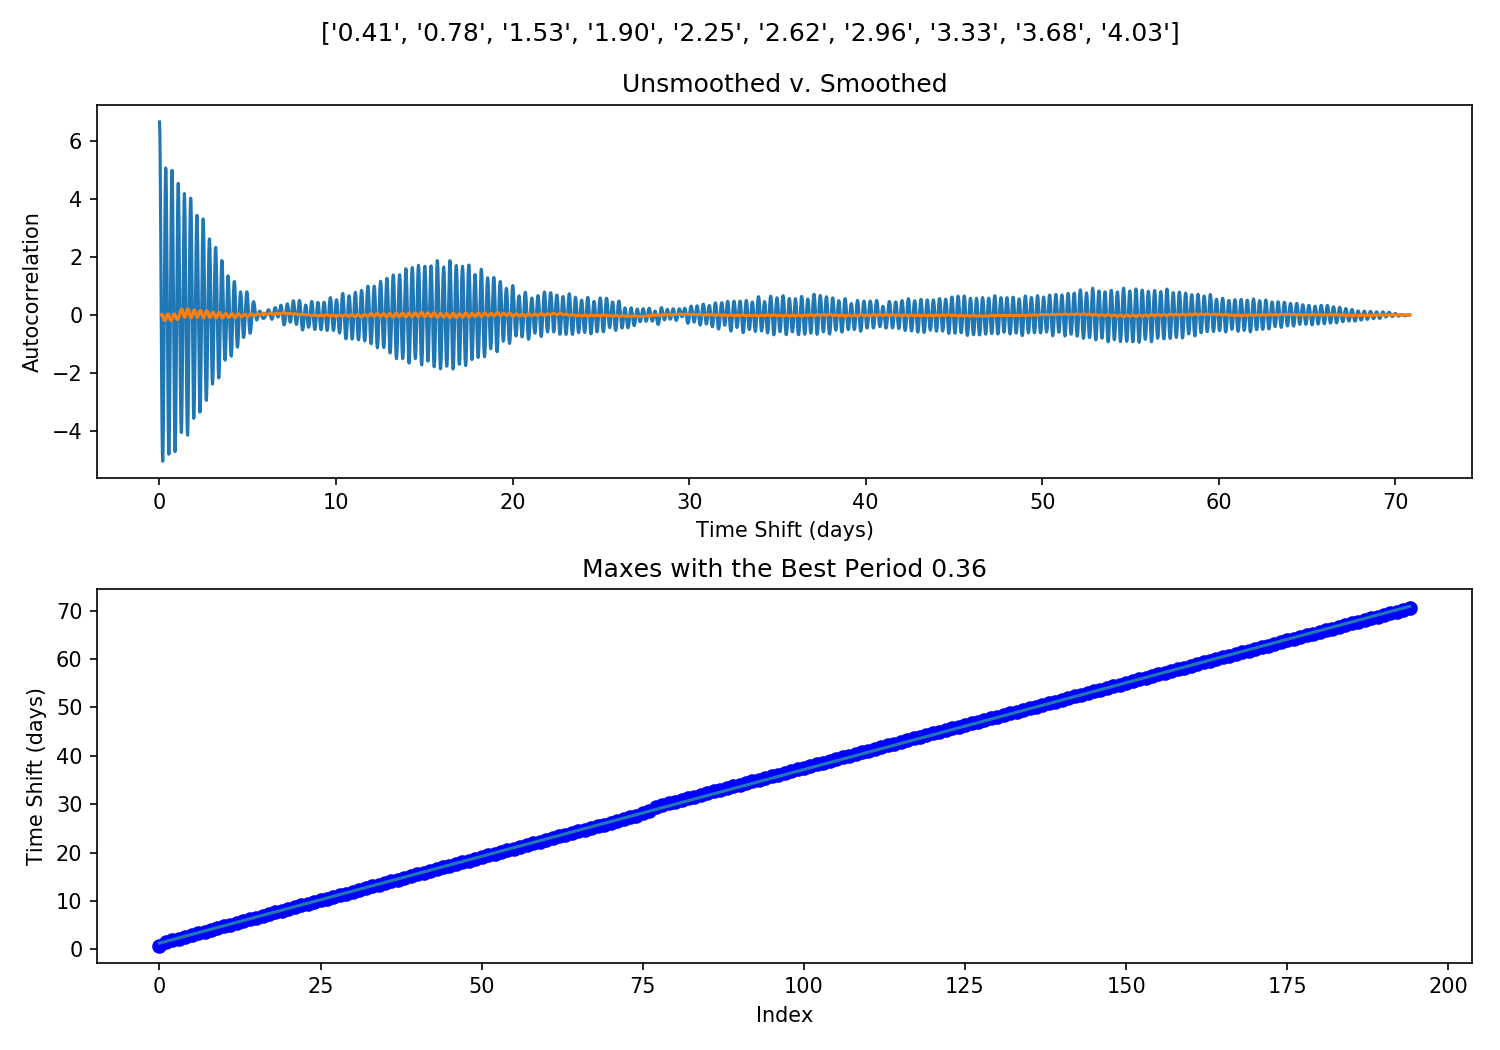 ['0.41', '0.78', '1.53', '1.90', '2.25', '2.62', '2.96', '3.33', '3.68', '4.03']
Unsmoothed v. Smoothed
6
4
2
0
−2
−4
Autocorrelation
0 10 20 30 40 50 60 70
Time Shift (days)
Maxes with the Best Period 0.36
70
60
50
40
30
20
10
0
Time Shift (days)
0 25 50 75 100 125 150 175 200
Index